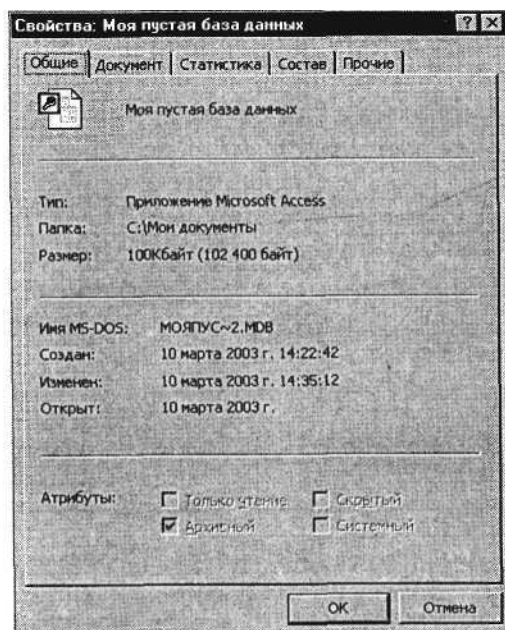 Свойства: Моя пустая база данных
Общие Документ Статистика Состав Прочие
Моя пустая база данных
Тип: Приложение Microsoft Access
Папка: C:\Мои документы
Размер: 100Кбайт (102 400 байт)
Имя MS-DOS: МОЯПУС~2.MDB
Создан: 10 марта 2003 г. 14:22:42
Изменен: 10 марта 2003 г. 14:35:12
Открыт: 10 марта 2003 г.
Атрибуты: Только чтение Скрытый
Архивный Системный
OK Отмена